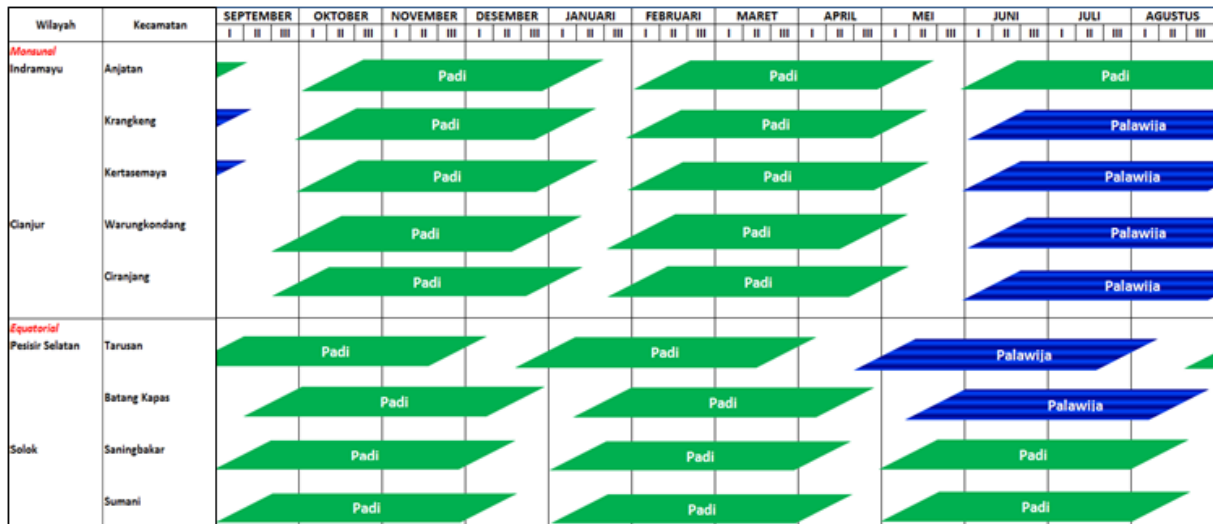 Wilayah Kecamatan SEPTEMBER OKTOBER NOVEMBER DESEMBER JANUARI FEBRUARI MARET APRIL MEI JUNI JULI AGUSTUS
I II III I II III I II III I II III I II III I II III I II III I II III I II III I II III I II III I II III
Monsunal
Indramayu Anjatan Padi Padi Padi
Krangkeng Padi Padi Palawija
Kertasemaya Padi Padi Palawija
Cianjur Warungkondang Padi Padi Palawija
Ciranjang Padi Padi Palawija
Equatorial
Pesisir Selatan Tarusan Padi Padi Palawija
Batang Kapas Padi Padi Palawija
Solok Saningbakar Padi Padi Padi
Sumani Padi Padi Padi